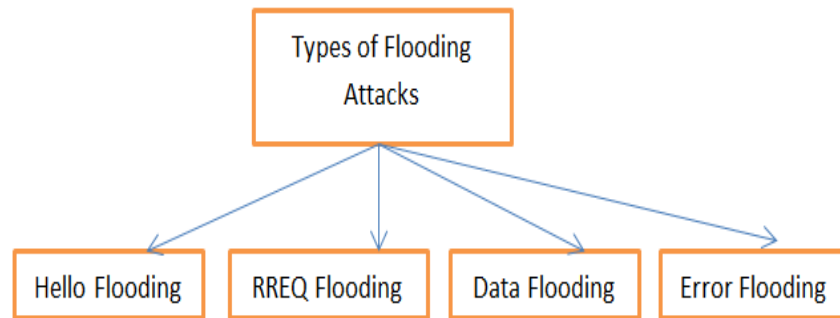 Types of Flooding
Attacks
Hello Flooding
RREQ Flooding
Data Flooding
Error Flooding